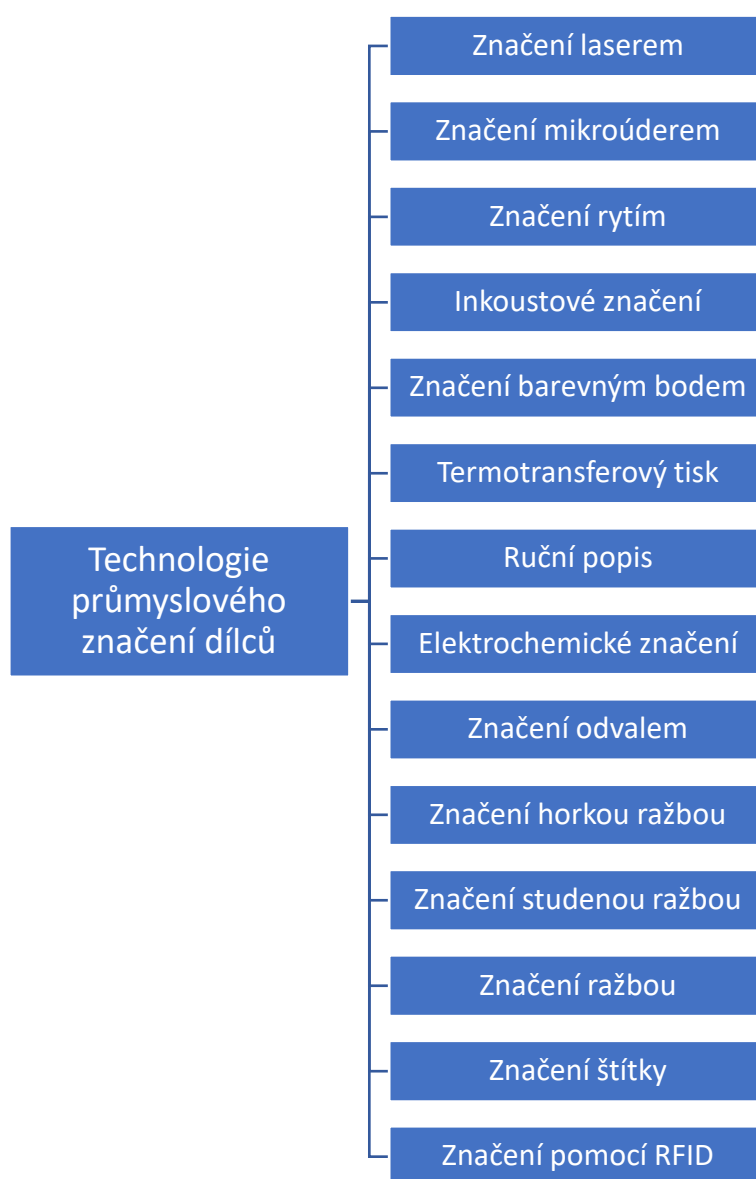 Značení laserem
Značení mikroúderem
Značení rytím
Inkoustové značení
Značení barevným bodem
Termotransferový tisk
Technologie
průmyslového
značení dílců
Ruční popis
Elektrochemické značení
Značení odvalem
Značení horkou ražbou
Značení studenou ražbou
Značení ražbou
Značení štítky
Značení pomocí RFID